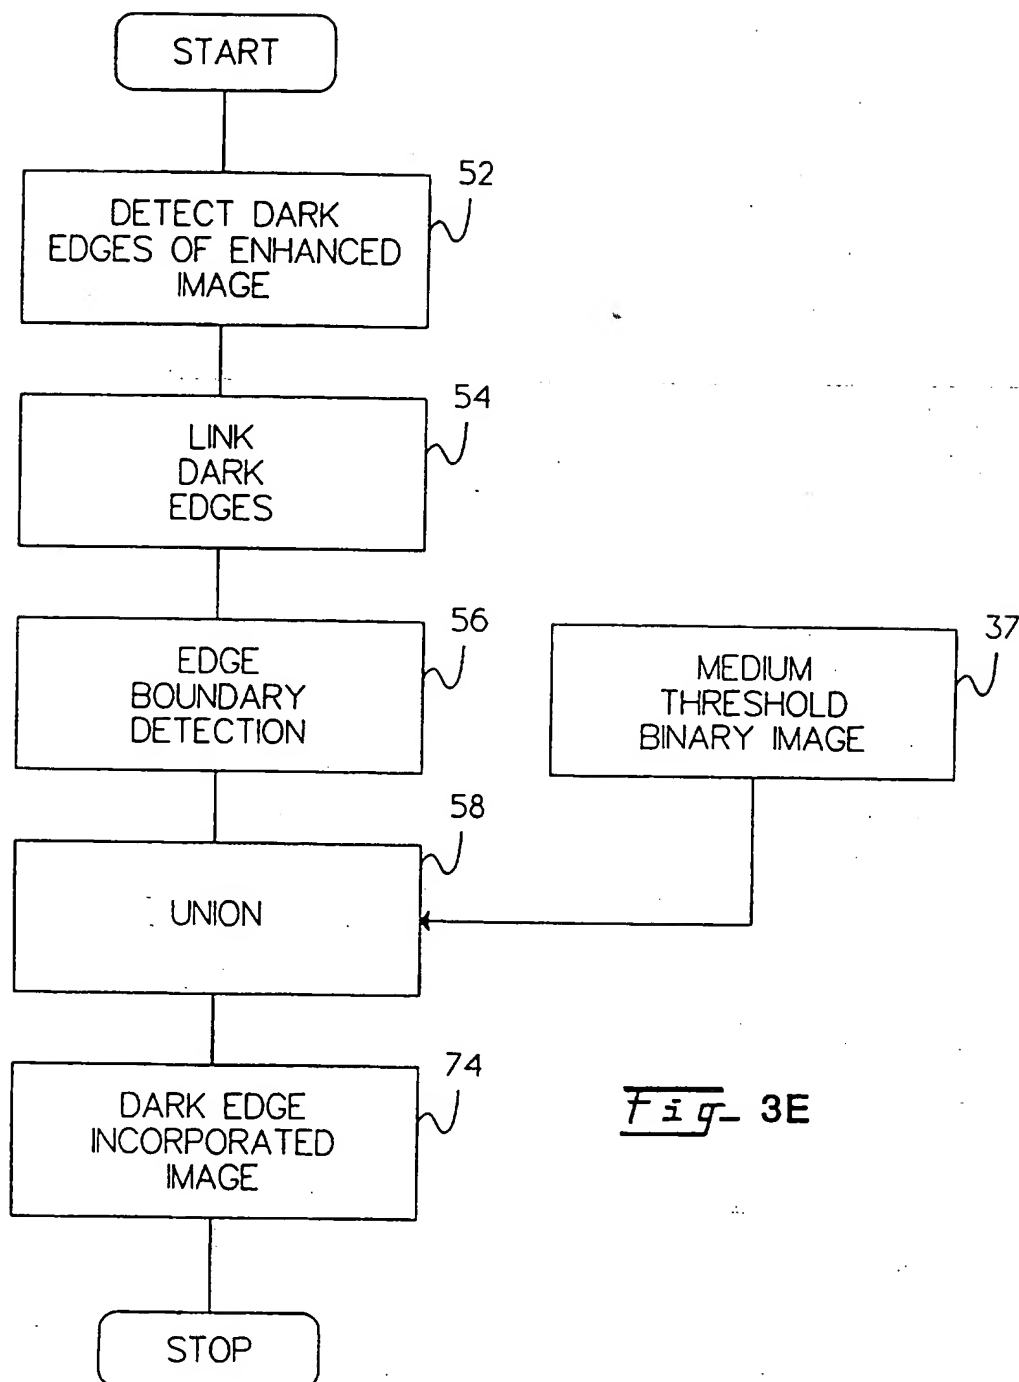 START
52
DETECT DARK
EDGES OF ENHANCED
IMAGE
54
LINK
DARK
EDGES
56
EDGE
BOUNDARY
DETECTION
37
MEDIUM
THRESHOLD
BINARY IMAGE
58
UNION
74
DARK EDGE
INCORPORATED
IMAGE
Fig- 3E
STOP